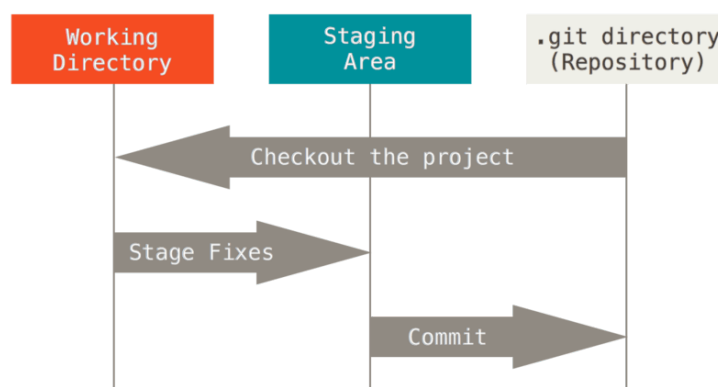 Working
Directory
Staging
Area
.git directory
(Repository)
Checkout the project
Stage Fixes
Commit